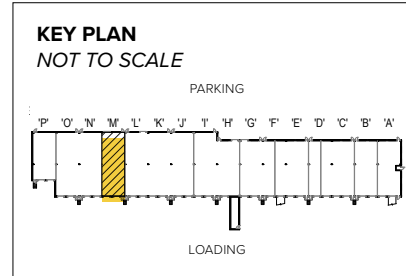 KEY PLAN
NOT TO SCALE
PARKING
'P' 'O' 'N' 'M' 'L' 'K' 'J' 'I' 'H' 'G' 'F' 'E' 'D' 'C' 'B' 'A'
LOADING